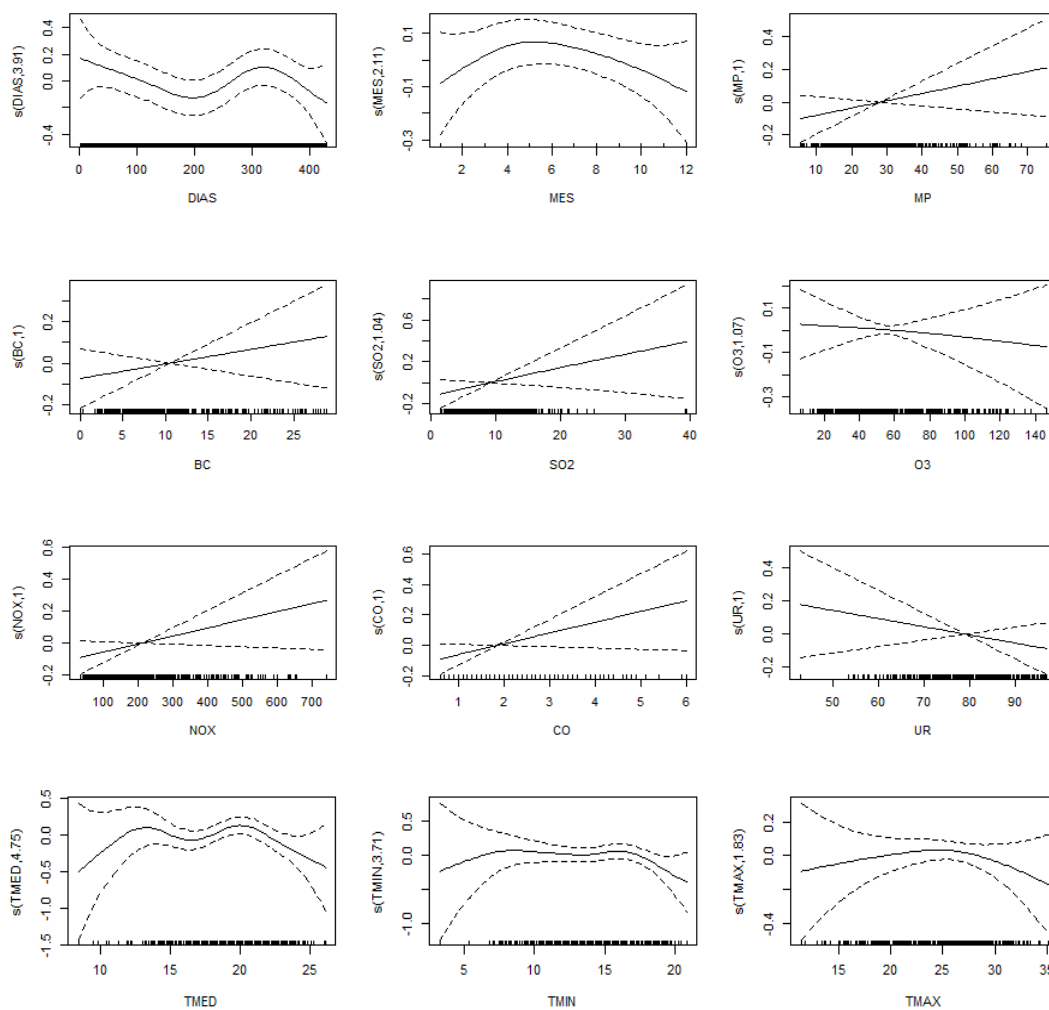 s(DIAS,3.91)
-0.4 0.0 0.2 0.4
0 100 200 300 400
DIAS
s(MES,2.11)
-0.3 -0.1 0.1
2 4 6 8 10 12
MES
s(MP,1)
-0.2 0.0 0.2 0.4
10 20 30 40 50 60 70
MP
s(BC,1)
-0.2 0.0 0.2
0 5 10 15 20 25
BC
s(SO2,1.04)
-0.2 0.2 0.6
0 10 20 30 40
SO2
s(O3,1.07)
-0.3 -0.1 0.1
20 40 60 80 100 120 140
O3
s(NOX,1)
-0.2 0.0 0.2 0.4 0.6
100 200 300 400 500 600 700
NOX
s(CO,1)
-0.2 0.0 0.2 0.4 0.6
1 2 3 4 5 6
CO
s(UR,1)
-0.2 0.0 0.2 0.4
50 60 70 80 90
UR
s(TMED,4.75)
-1.5 -1.0 -0.5 0.0 0.5
10 15 20 25
TMED
s(TMIN,3.71)
-1.0 0.0 0.5
5 10 15 20
TMIN
s(TMAX,1.83)
-0.4 0.0 0.2
15 20 25 30 35
TMAX